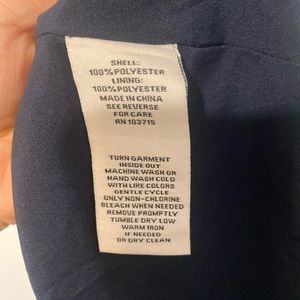 SHELL:
100%POLYESTER
LINING:
100%POLYESTER
MADE IN CHINA
SEE REVERSE
FOR CARE
RN 103715
TURN GARMENT
INSIDE OUT
MACHINE WASH OR
HAND WASH COLD
WITH LIKE COLORS
GENTLE CYCLE
ONLY NON-CHLORINE
BLEACH WHEN NEEDED
REMOVE PROMPTLY
TUMBLE DRY LOW
WARM IRON
IF NEEDED
OR DRY CLEAN